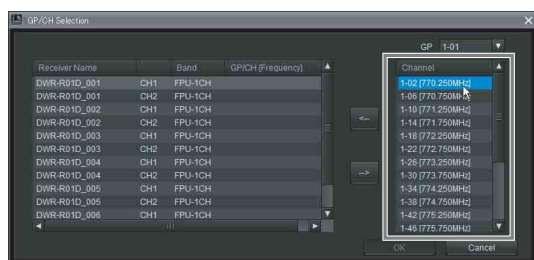 GP/CH Selection
GP 1-01
Receiver Name Band GP/CH [Frequency]
DWR-R01D_001 CH1 FPU-1CH
DWR-R01D_001 CH2 FPU-1CH
DWR-R01D_002 CH1 FPU-1CH
DWR-R01D_002 CH2 FPU-1CH
DWR-R01D_003 CH1 FPU-1CH
DWR-R01D_003 CH2 FPU-1CH
DWR-R01D_004 CH1 FPU-1CH
DWR-R01D_004 CH2 FPU-1CH
DWR-R01D_005 CH1 FPU-1CH
DWR-R01D_005 CH2 FPU-1CH
DWR-R01D_006 CH1 FPU-1CH
<--
-->
Channel
1-02 [770.250MHz]
1-06 [770.750MHz]
1-10 [771.250MHz]
1-14 [771.750MHz]
1-18 [772.250MHz]
1-22 [772.750MHz]
1-26 [773.250MHz]
1-30 [773.750MHz]
1-34 [774.250MHz]
1-38 [774.750MHz]
1-42 [775.250MHz]
1-46 [775.750MHz]
OK Cancel